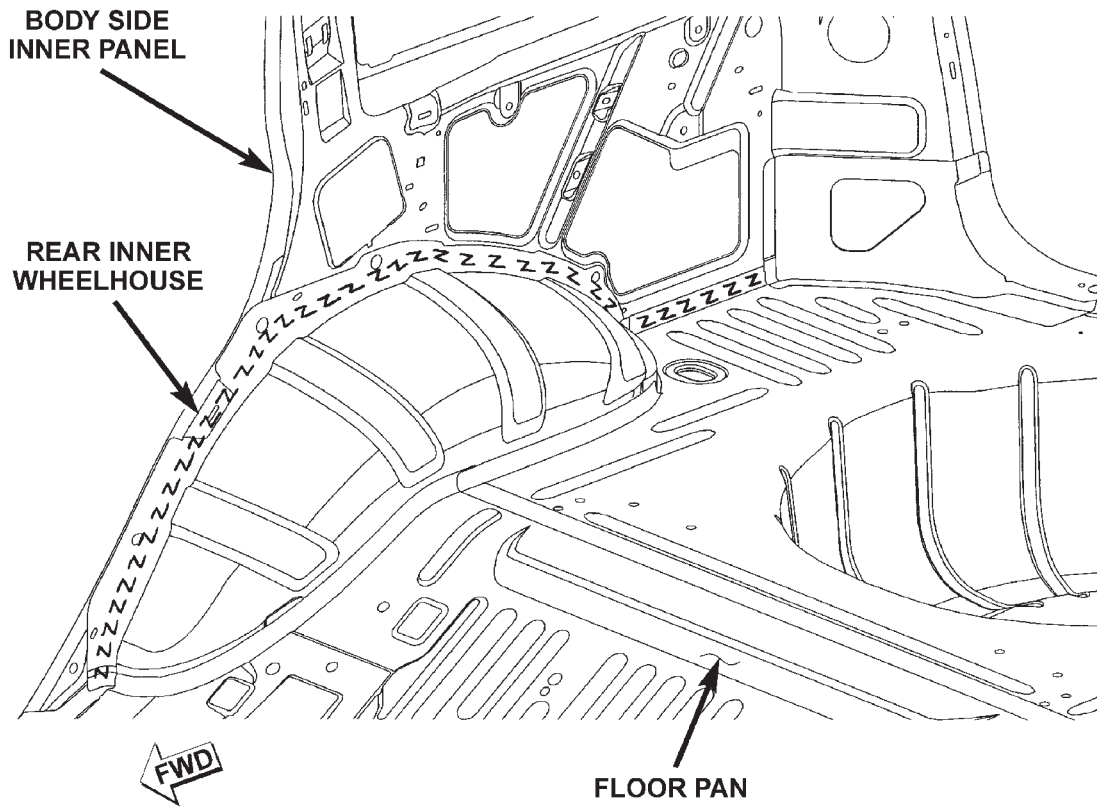 BODY SIDE
INNER PANEL
REAR INNER
WHEELHOUSE
FWD
FLOOR PAN